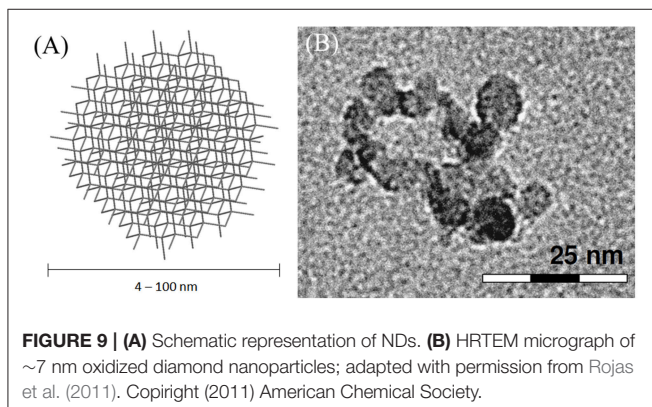 (A)
(B)
4 – 100 nm
25 nm
FIGURE 9 | (A) Schematic representation of NDs. (B) HRTEM micrograph of
~7 nm oxidized diamond nanoparticles; adapted with permission from Rojas
et al. (2011). Copiright (2011) American Chemical Society.